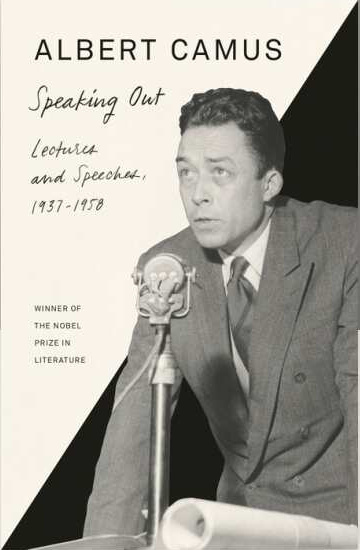 ALBERT CAMUS
Speaking Out
Lectures
and Speeches,
1937-1958
WINNER OF
THE NOBEL
PRIZE IN
LITERATURE